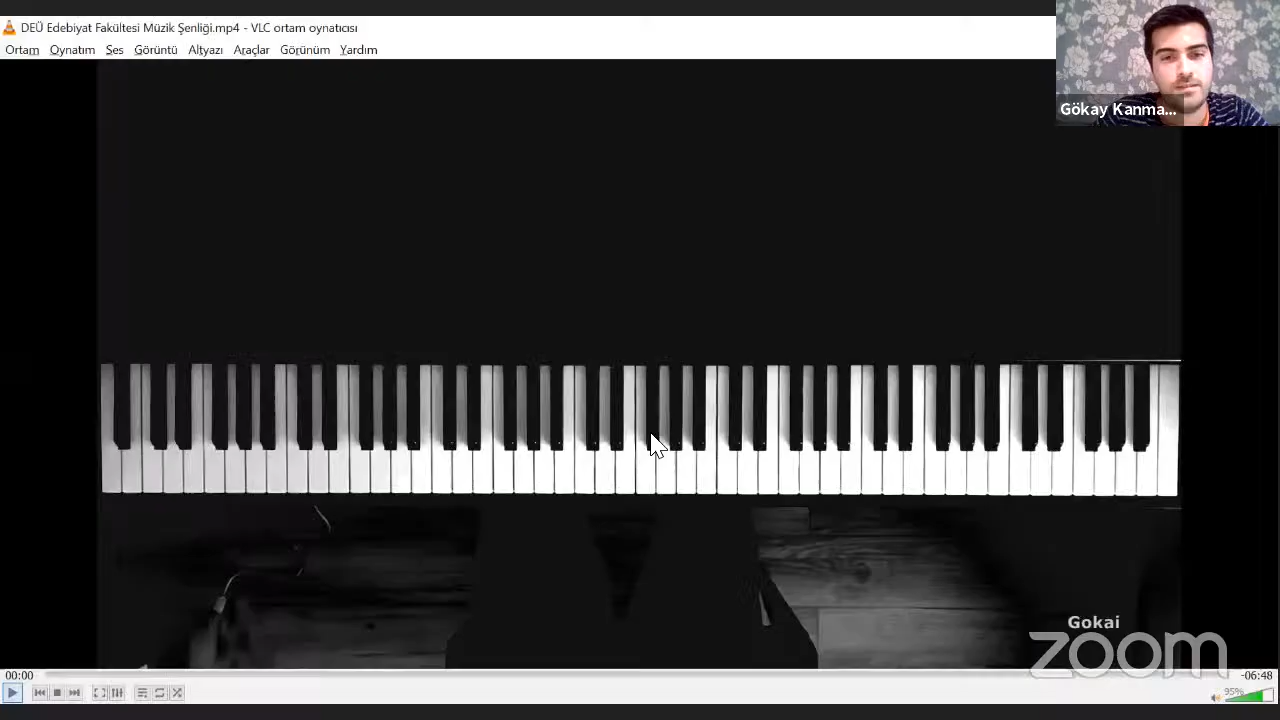 DEÜ Edebiyat Fakültesi Müzik Şenliği.mp4 - VLC ortam oynatıcısı
Ortam Oynatım Ses Görüntü Altyazı Araçlar Görünüm Yardım
Gökay Kanma...
Gokai
zoom
00:00
-06:48
95%